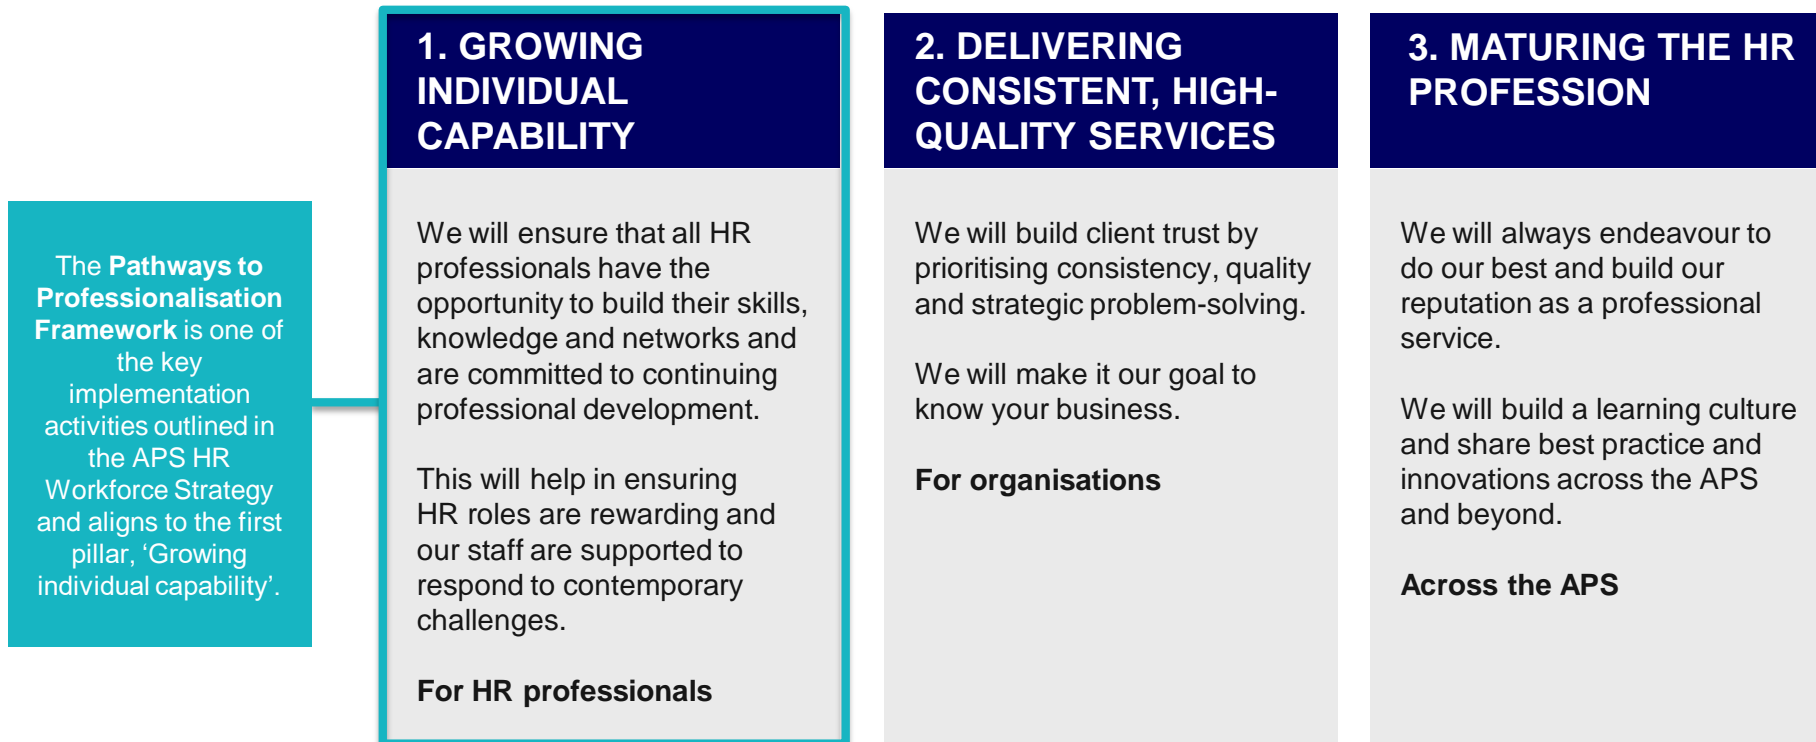 The Pathways to
Professionalisation
Framework is one of
the key
implementation
activities outlined in
the APS HR
Workforce Strategy
and aligns to the first
pillar, ‘Growing
individual capability’.
1. GROWING
INDIVIDUAL
CAPABILITY
We will ensure that all HR
professionals have the
opportunity to build their skills,
knowledge and networks and
are committed to continuing
professional development.
This will help in ensuring
HR roles are rewarding and
our staff are supported to
respond to contemporary
challenges.
For HR professionals
2. DELIVERING
CONSISTENT, HIGH-
QUALITY SERVICES
We will build client trust by
prioritising consistency, quality
and strategic problem-solving.
We will make it our goal to
know your business.
For organisations
3. MATURING THE HR
PROFESSION
We will always endeavour to
do our best and build our
reputation as a professional
service.
We will build a learning culture
and share best practice and
innovations across the APS
and beyond.
Across the APS